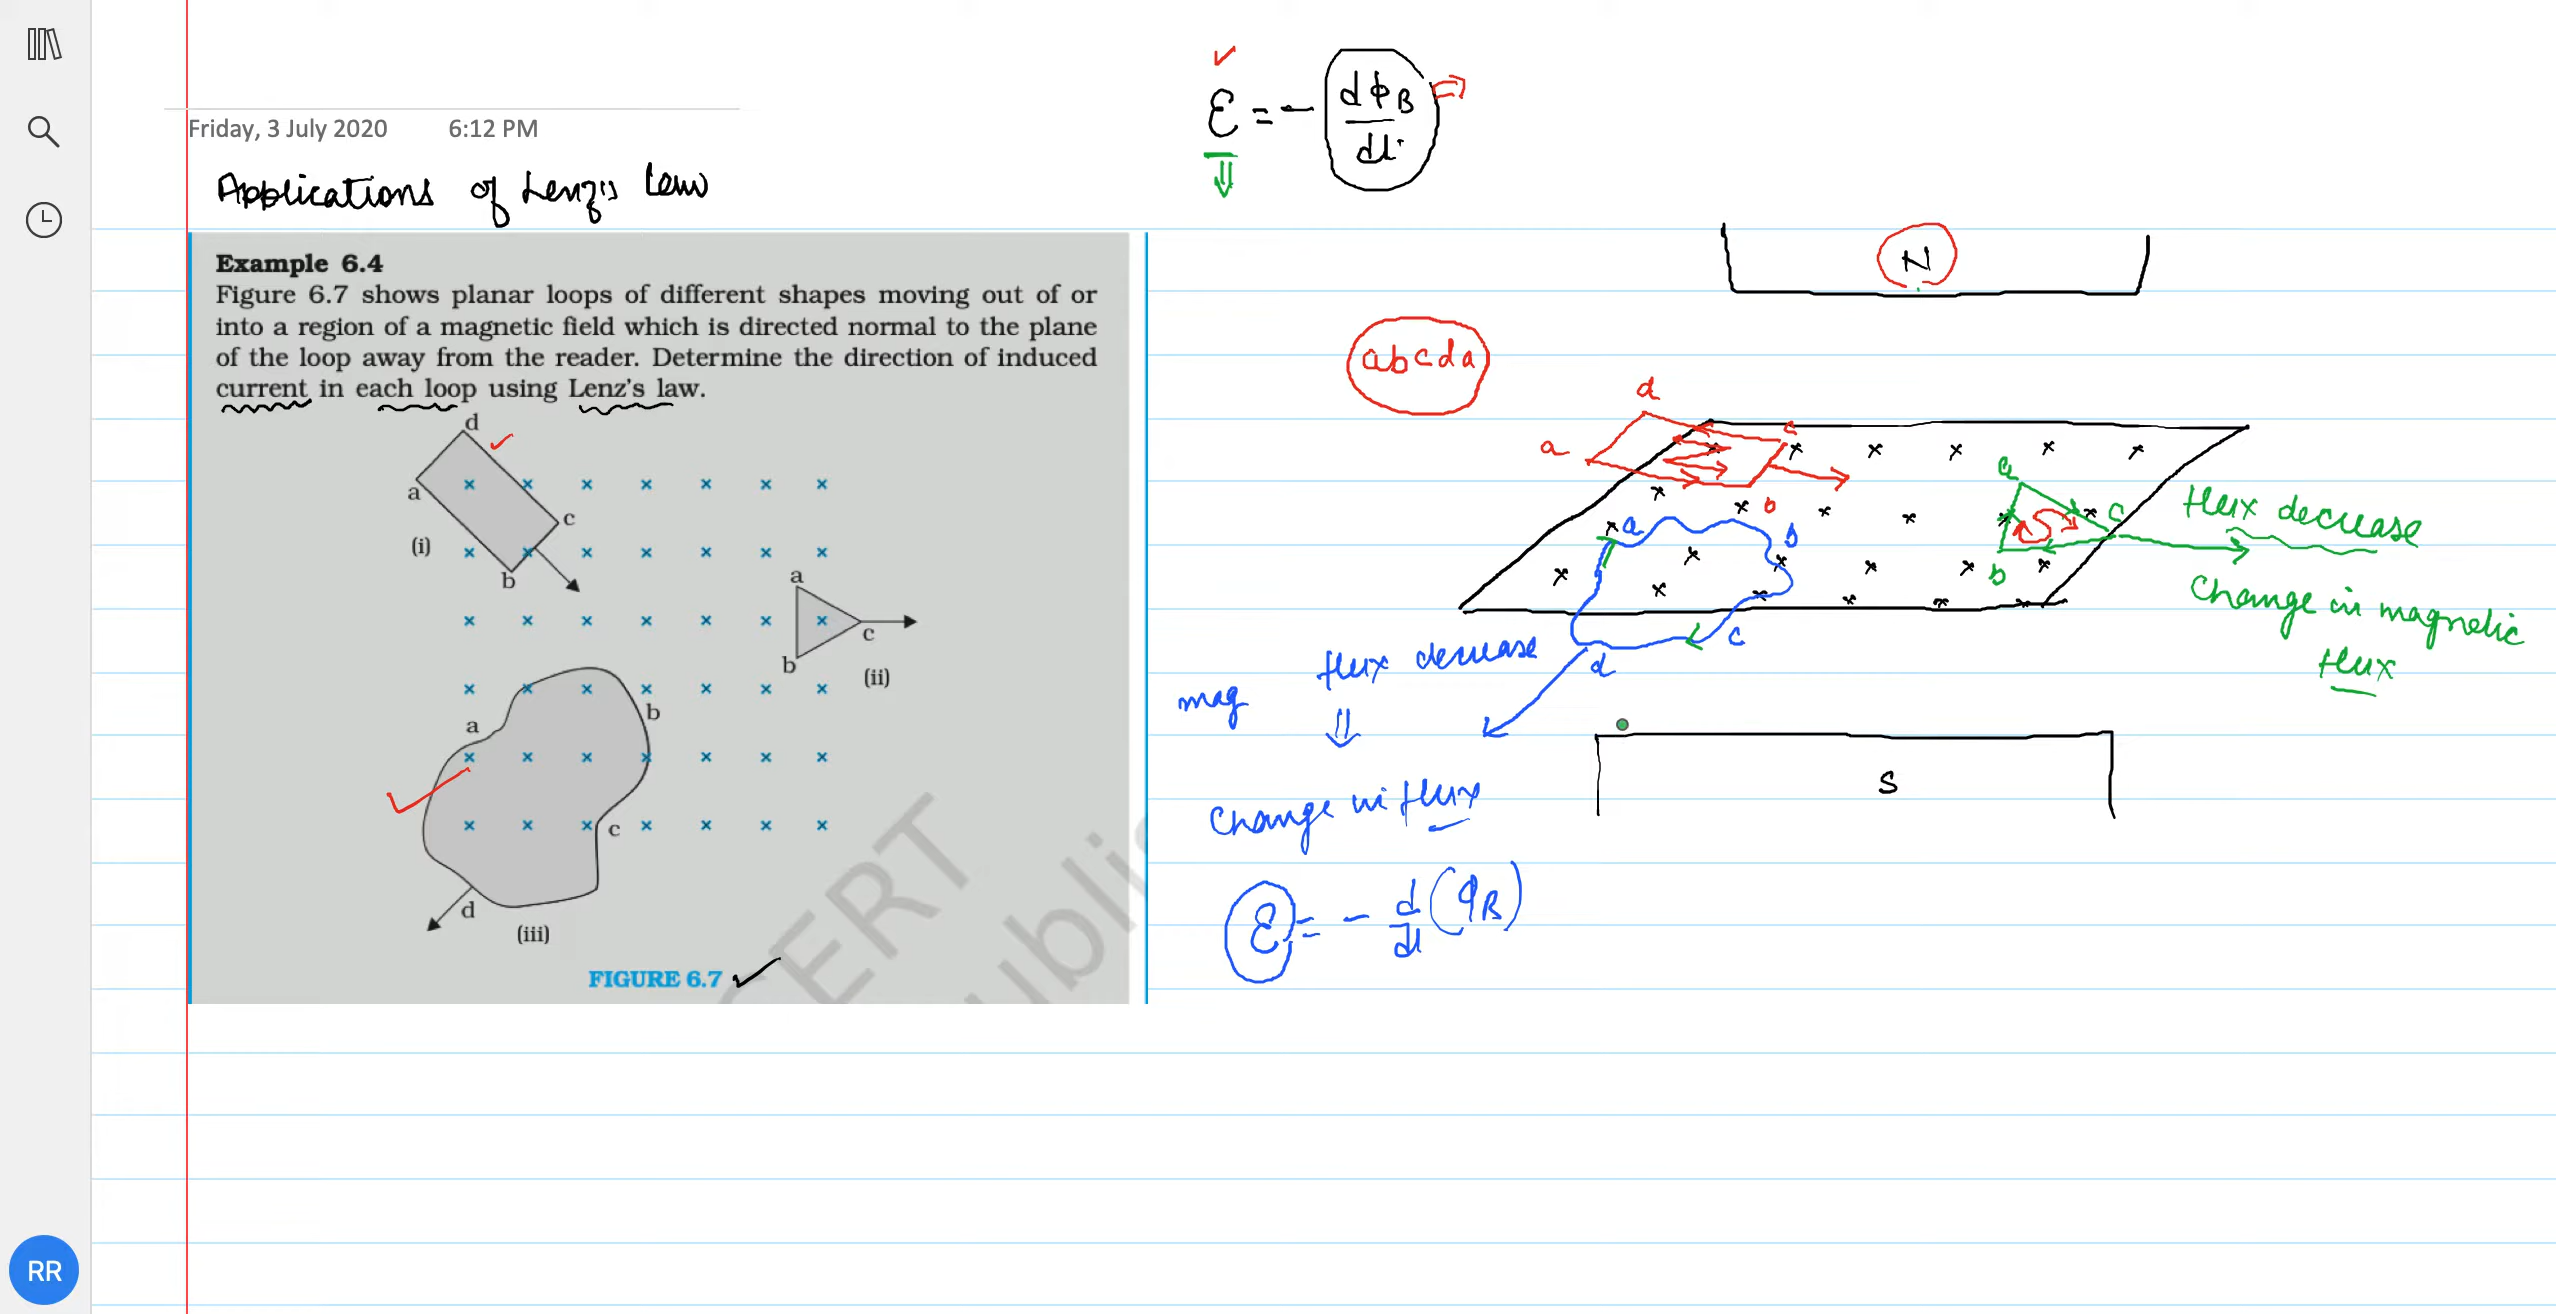 Friday, 3 July 2020 6:12 PM
Applications of Lenz's Law
ε = - dϕB/dt
Example 6.4
Figure 6.7 shows planar loops of different shapes moving out of or
into a region of a magnetic field which is directed normal to the plane
of the loop away from the reader. Determine the direction of induced
current in each loop using Lenz's law.
d
a
c
b
(i)
a
b
c
(ii)
a
b
c
d
(iii)
FIGURE 6.7
ERT
ublis
N
abcda
d
a
c
b
a
c
b
flux decrease
Change in magnetic
flux
a
b
c
d
flux decrease
mag
⇓
Change in flux
S
ε = - d/dt (ϕB)
RR